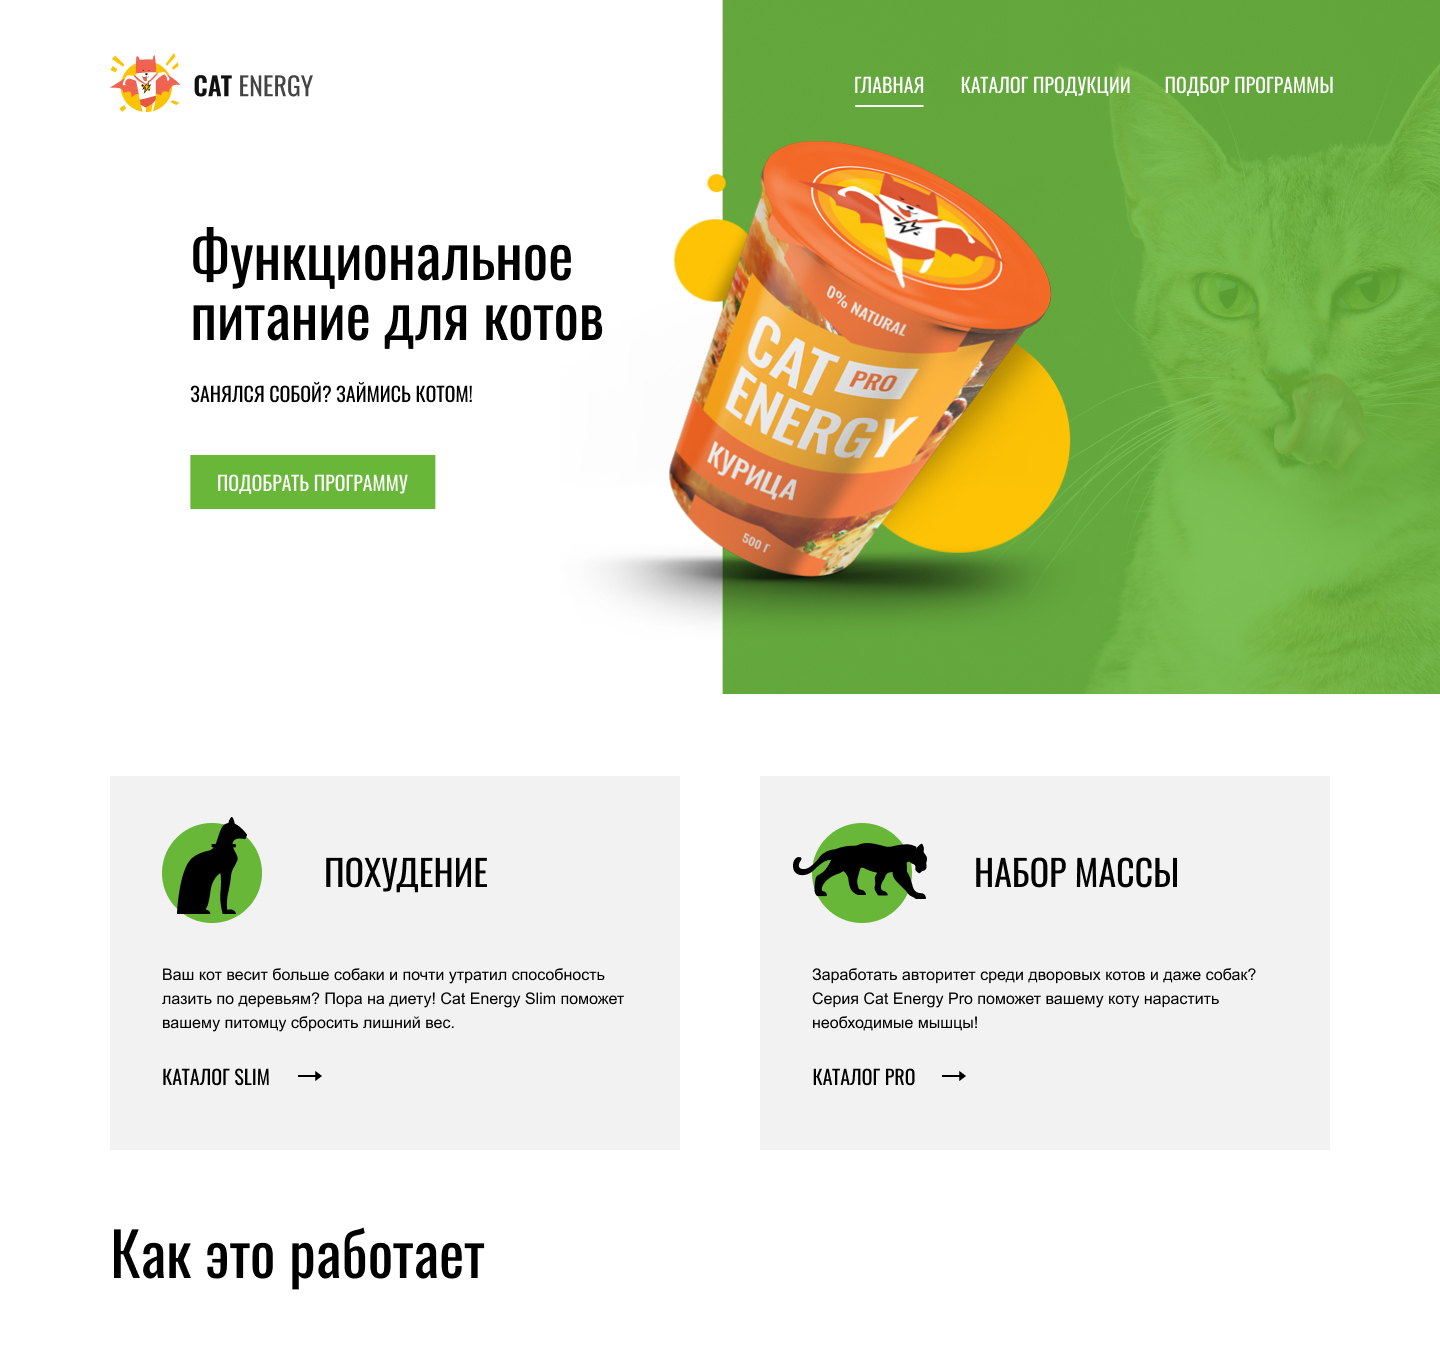 CAT ENERGY
ГЛАВНАЯ
КАТАЛОГ ПРОДУКЦИИ
ПОДБОР ПРОГРАММЫ
Функциональное
питание для котов
ЗАНЯЛСЯ СОБОЙ? ЗАЙМИСЬ КОТОМ!
ПОДОБРАТЬ ПРОГРАММУ
0% NATURAL
CAT PRO
ENERGY
КУРИЦА
500 Г
ПОХУДЕНИЕ
Ваш кот весит больше собаки и почти утратил способность
лазить по деревьям? Пора на диету! Cat Energy Slim поможет
вашему питомцу сбросить лишний вес.
КАТАЛОГ SLIM
НАБОР МАССЫ
Заработать авторитет среди дворовых котов и даже собак?
Серия Cat Energy Pro поможет вашему коту нарастить
необходимые мышцы!
КАТАЛОГ PRO
Как это работает